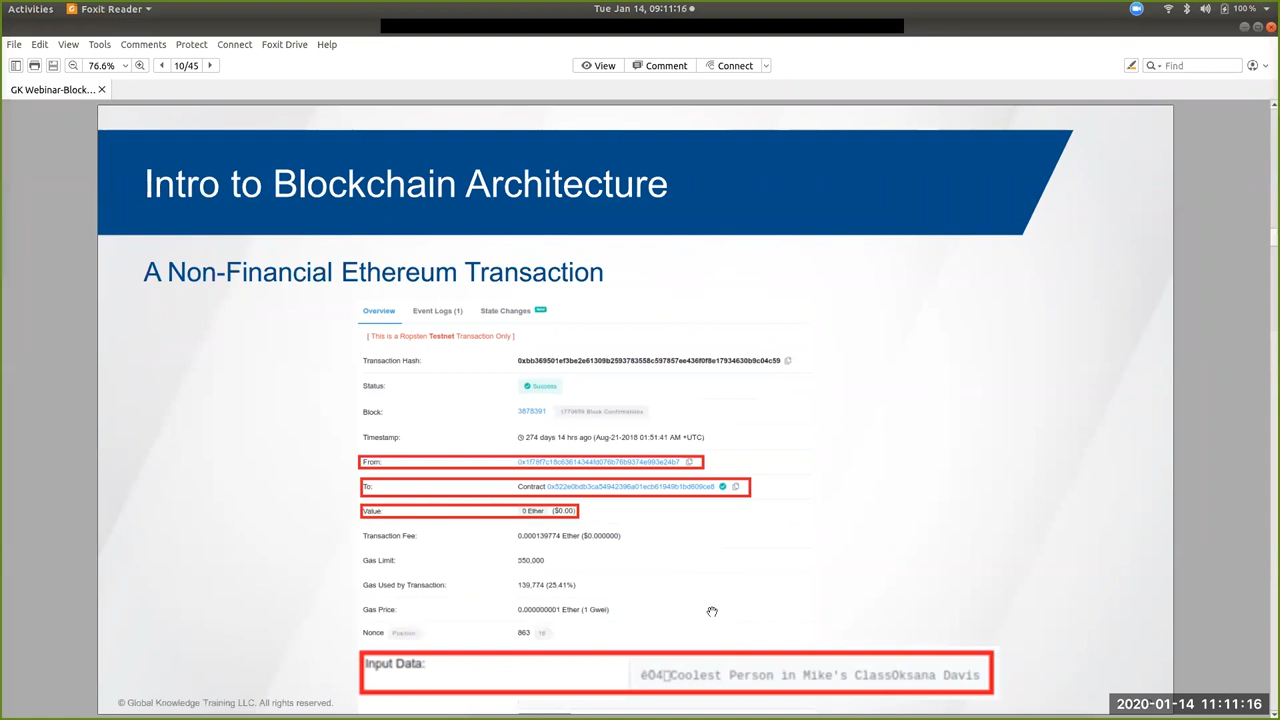 Activities Foxit Reader Tue Jan 14, 09:11:16 100%
File Edit View Tools Comments Protect Connect Foxit Drive Help
76.6% 10/45 View Comment Connect Find
GK Webinar-Block...
Intro to Blockchain Architecture
A Non-Financial Ethereum Transaction
Overview Event Logs (1) State Changes
[ This is a Ropsten Testnet Transaction Only ]
Transaction Hash:
Status: Success
Block: 3878391 Block Confirmations
Timestamp: 274 days 14 hrs ago (Aug-21-2018 01:51:41 AM +UTC)
From:
To: Contract
Value: 0 Ether ($0.00)
Transaction Fee: 0.000139774 Ether ($0.000000)
Gas Limit: 550,000
Gas Used by Transaction: 139,774 (25.41%)
Gas Price: 0.000000001 Ether (1 Gwei)
Nonce Position 863 16
Input Data: Coolest Person in Mike's ClassOksana Davis
© Global Knowledge Training LLC. All rights reserved.
2020-01-14 11:11:16